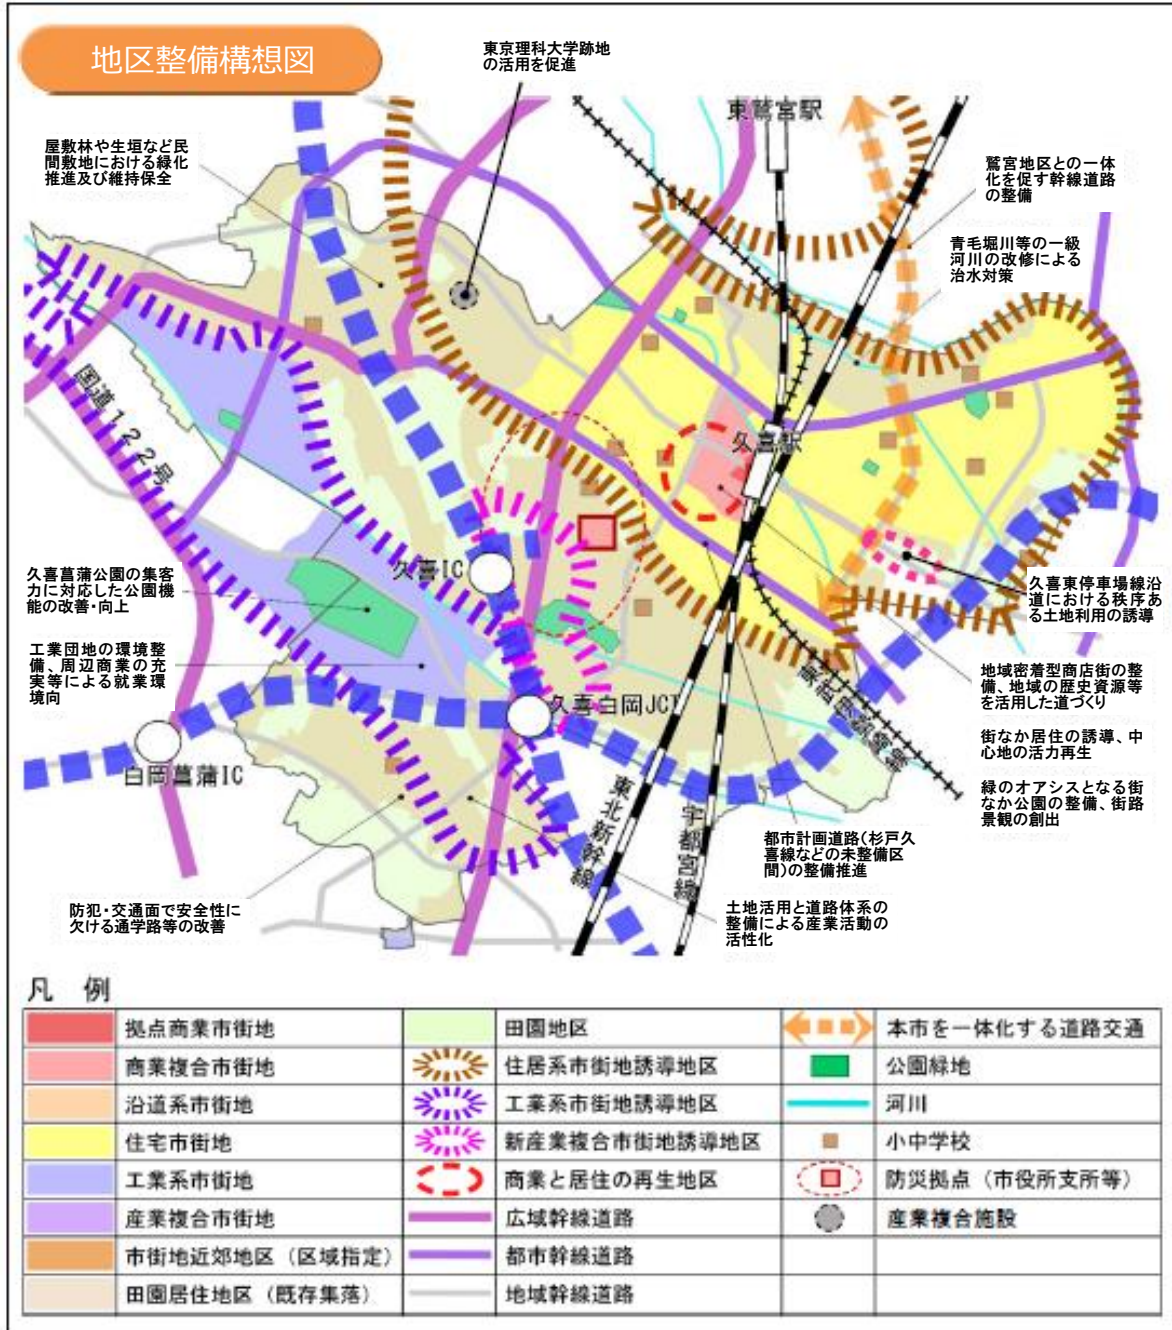 地区整備構想図
東京理科大学跡地
の活用を促進
屋敷林や生垣など民
間敷地における緑化
推進及び維持保全
東鷲宮駅
鷲宮地区との一体
化を促す幹線道路
の整備
青毛堀川等の一級
河川の改修による
治水対策
国道122号
久喜駅
久喜IC
久喜菖蒲公園の集客
力に対応した公園機
能の改善・向上
工業団地の環境整
備、周辺商業の充
実等による就業環
境向
久喜東停車場線沿
道における秩序あ
る土地利用の誘導
久喜白岡JCT
白岡菖蒲IC
東武伊勢崎線
地域密着型商店街の整
備、地域の歴史資源等
を活用した道づくり
街なか居住の誘導、中
心地の活力再生
緑のオアシスとなる街
なか公園の整備、街路
景観の創出
東北新幹線
宇都宮線
都市計画道路(杉戸久
喜線などの未整備区
間)の整備推進
防犯・交通面で安全性に
欠ける通学路等の改善
土地活用と道路体系の
整備による産業活動の
活性化
凡 例
拠点商業市街地
田園地区
本市を一体化する道路交通
商業複合市街地
住居系市街地誘導地区
公園緑地
沿道系市街地
工業系市街地誘導地区
河川
住宅市街地
新産業複合市街地誘導地区
小中学校
工業系市街地
商業と居住の再生地区
防災拠点(市役所支所等)
産業複合市街地
広域幹線道路
産業複合施設
市街地近郊地区(区域指定)
都市幹線道路
田園居住地区(既存集落)
地域幹線道路